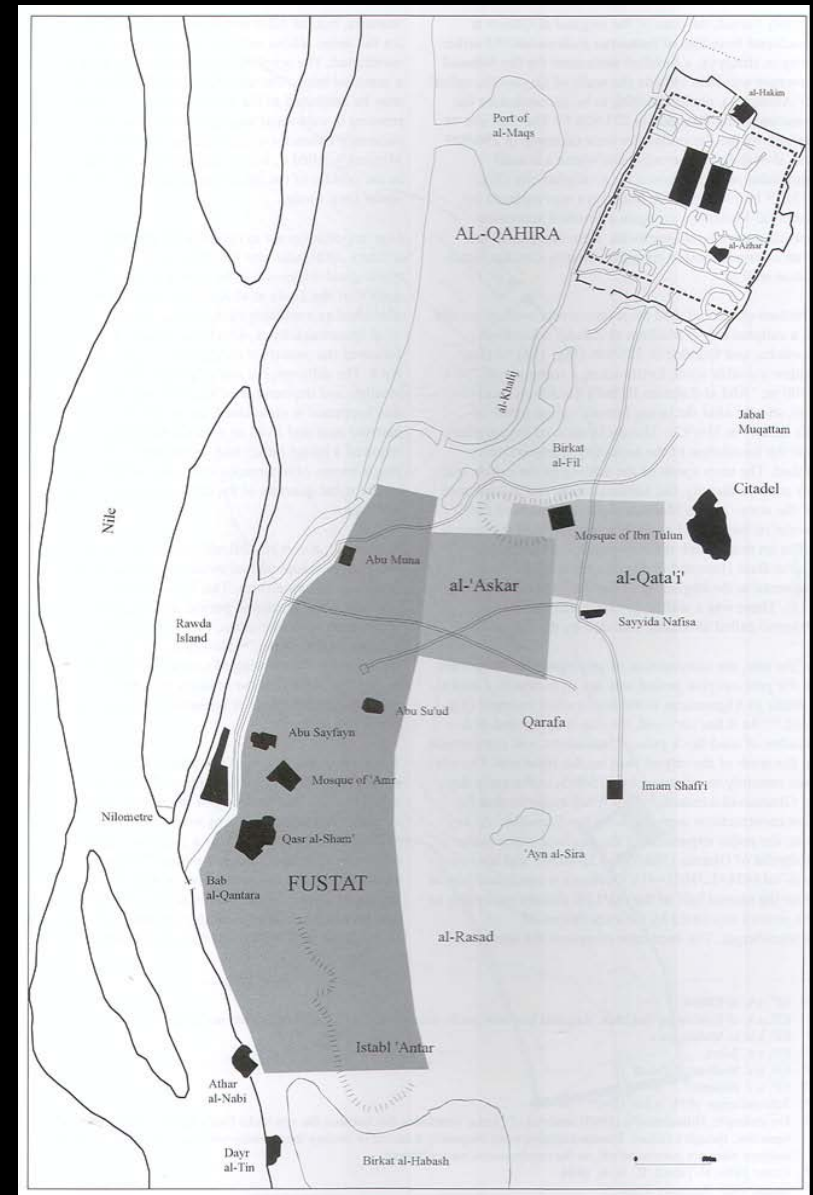 al-Hakim
Port of
al-Maqs
AL-QAHIRA
al-Azhar
al-Khalij
Jabal
Muqattam
Birkat
al-Fil
Citadel
Nile
Mosque of Ibn Tulun
Abu Muna
al-'Askar
al-Qata'i'
Rawda
Island
Sayyida Nafisa
Abu Su'ud
Qarafa
Abu Sayfayn
Mosque of 'Amr
Imam Shafi'i
Nilometre
Qasr al-Sham'
'Ayn al-Sira
Bab
al-Qantara
FUSTAT
al-Rasad
Istabl 'Antar
Athar
al-Nabi
Dayr
al-Tin
Birkat al-Habash